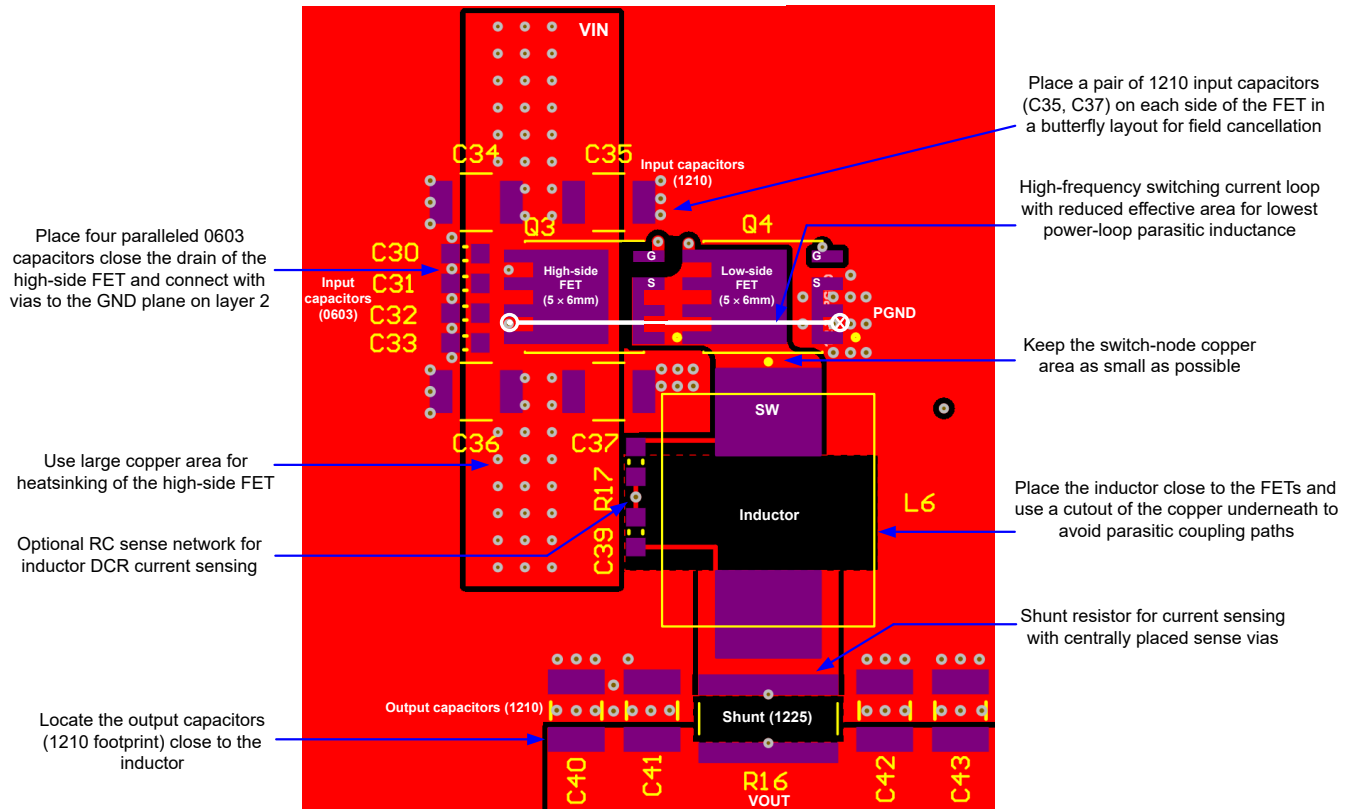 VIN
Place a pair of 1210 input capacitors
(C35, C37) on each side of the FET in
a butterfly layout for field cancellation
C34
C35
Input capacitors
(1210)
High-frequency switching current loop
with reduced effective area for lowest
power-loop parasitic inductance
Place four paralleled 0603
capacitors close the drain of the
high-side FET and connect with
vias to the GND plane on layer 2
Q3
Q4
C30
C31
C32
C33
Input
capacitors
(0603)
High-side
FET
(5 × 6mm)
G
S
Low-side
FET
(5 × 6mm)
G
S
PGND
Keep the switch-node copper
area as small as possible
SW
C36
C37
Use large copper area for
heatsinking of the high-side FET
R17
Inductor
L6
Place the inductor close to the FETs and
use a cutout of the copper underneath to
avoid parasitic coupling paths
Optional RC sense network for
inductor DCR current sensing
C39
Shunt resistor for current sensing
with centrally placed sense vias
Output capacitors (1210)
Shunt (1225)
Locate the output capacitors
(1210 footprint) close to the
inductor
C40
C41
R16
VOUT
C42
C43